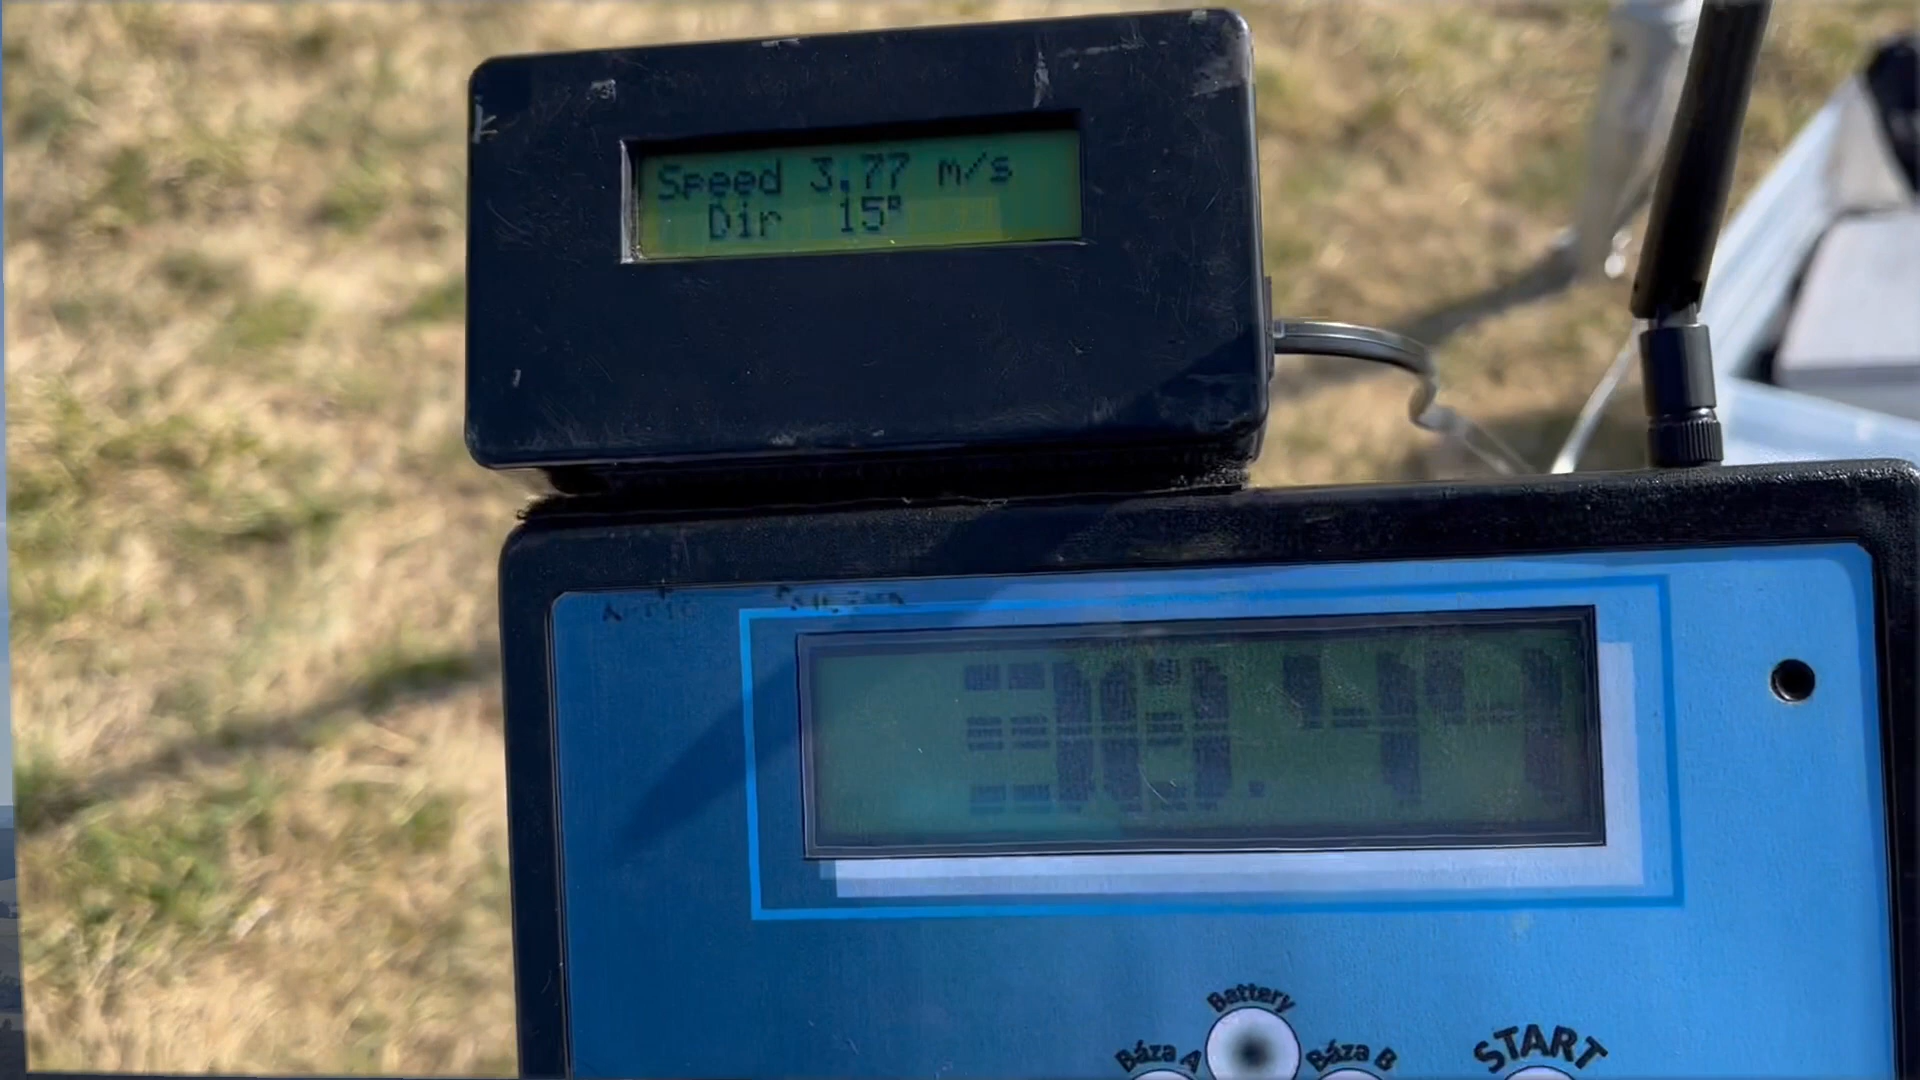 Speed 3.77 m/s
Dir 15°
Battery
Báza A
Báza B
START